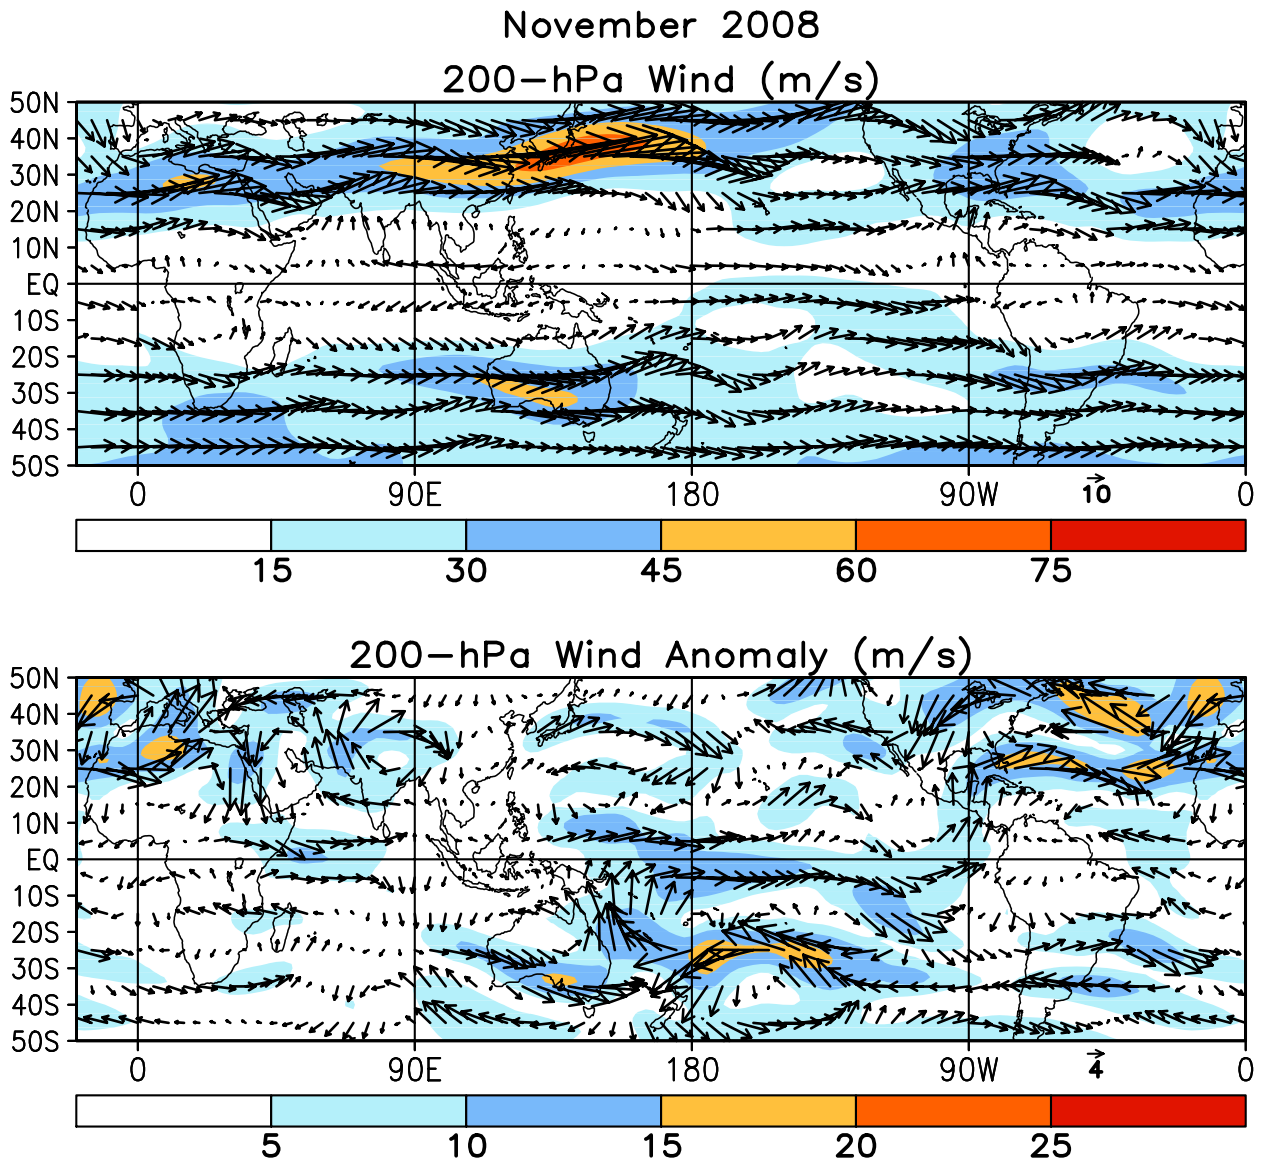 November 2008
200-hPa Wind (m/s)
50N
40N
30N
20N
10N
EQ
10S
20S
30S
40S
50S
0 90E 180 90W 10 0
15 30 45 60 75
200-hPa Wind Anomaly (m/s)
50N
40N
30N
20N
10N
EQ
10S
20S
30S
40S
50S
0 90E 180 90W 4 0
5 10 15 20 25